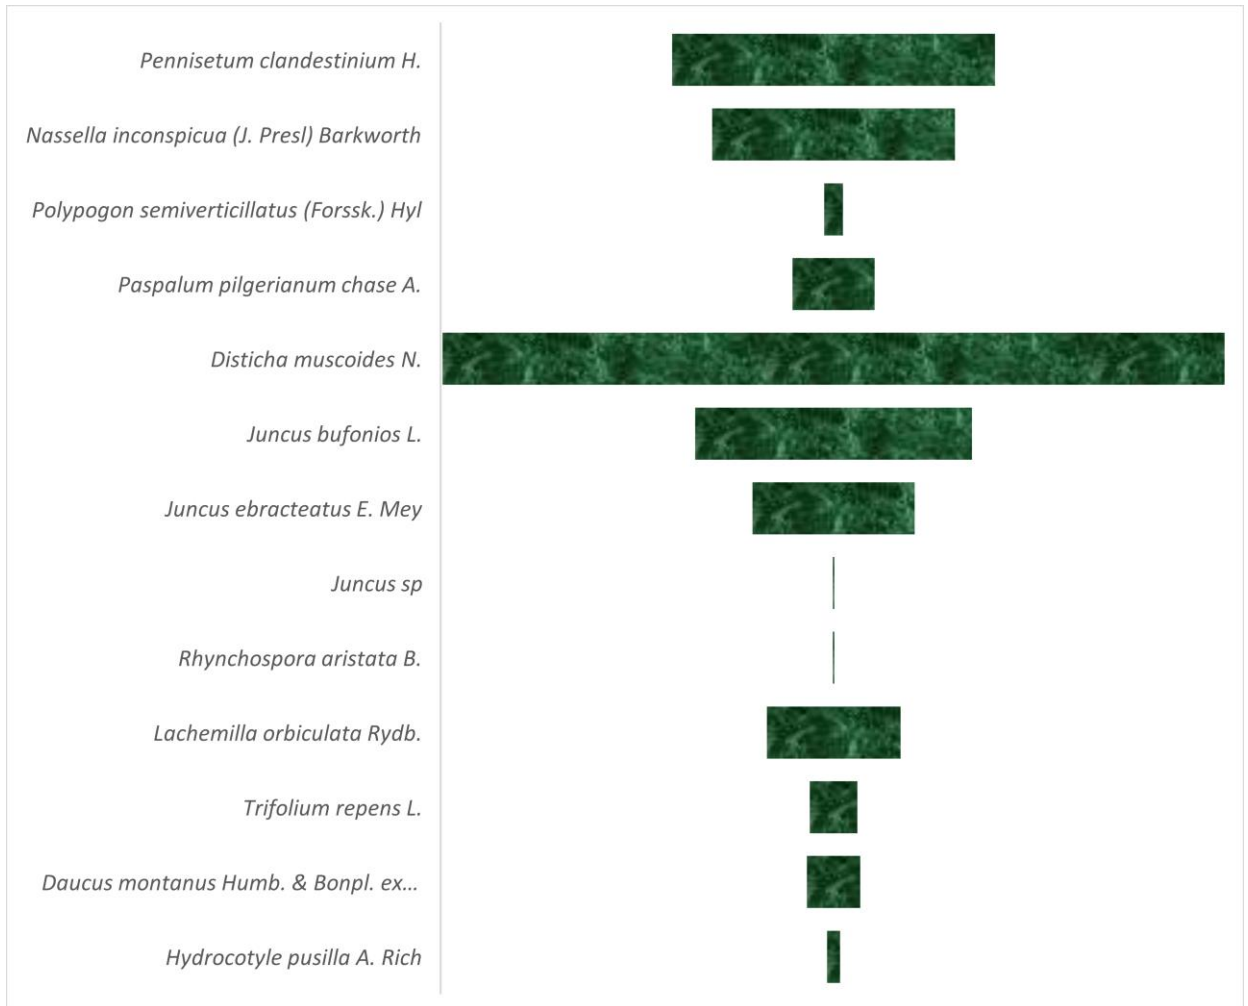 Pennisetum clandestinium H.
Nassella inconspicua (J. Presl) Barkworth
Polypogon semiverticillatus (Forssk.) Hyl
Paspalum pilgerianum chase A.
Disticha muscoides N.
Juncus bufonios L.
Juncus ebracteatus E. Mey
Juncus sp
Rhynchospora aristata B.
Lachemilla orbiculata Rydb.
Trifolium repens L.
Daucus montanus Humb. & Bonpl. ex...
Hydrocotyle pusilla A. Rich